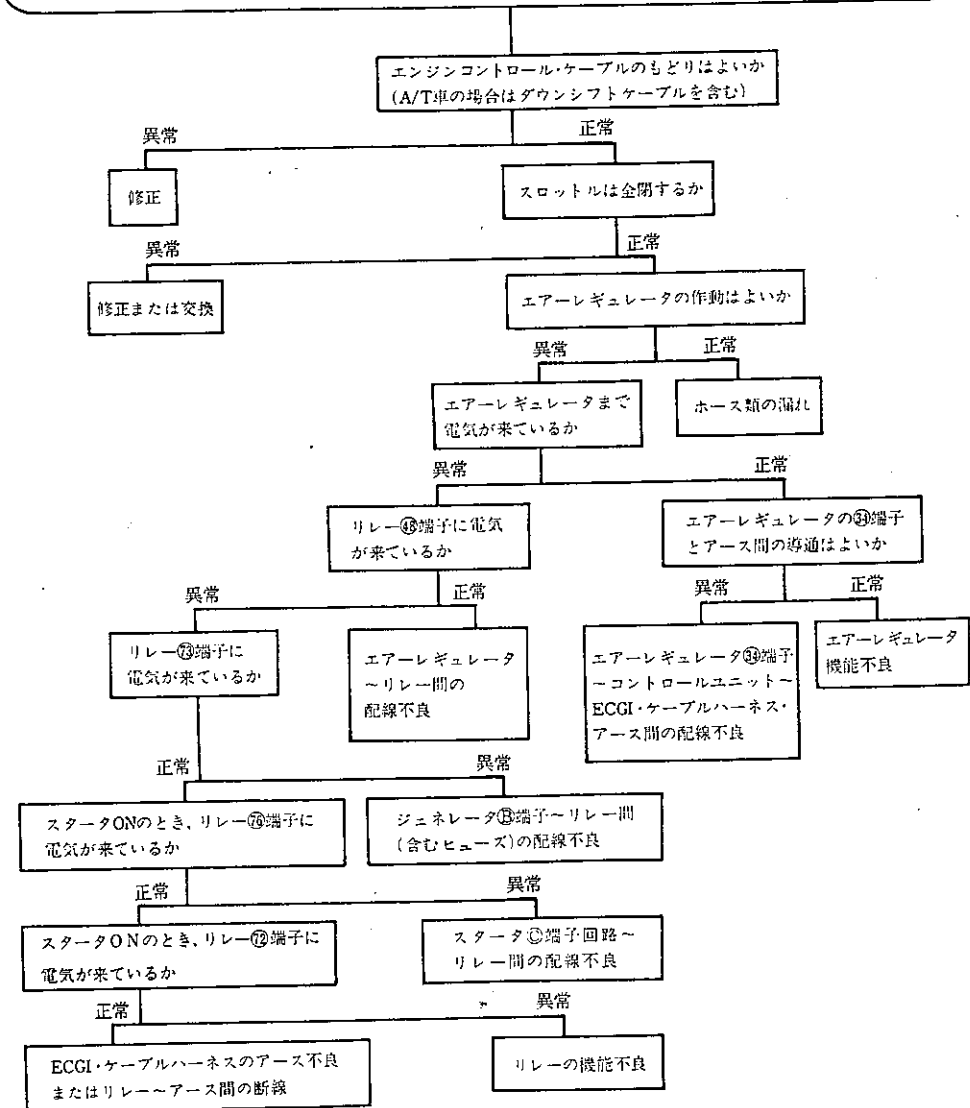 エンジンコントロール・ケーブルのもどりはよいか
(A/T車の場合はダウンシフトケーブルを含む)
異常
正常
修正
スロットルは全閉するか
異常
正常
修正または交換
エアーレギュレータの作動はよいか
異常
正常
エアーレギュレータまで
電気が来ているか
ホース類の漏れ
異常
正常
リレー㊽端子に電気
が来ているか
エアーレギュレータの㉞端子
とアース間の導通はよいか
異常
正常
異常
正常
リレー73端子に
電気が来ているか
エアーレギュレータ
〜リレー間の
配線不良
エアーレギュレータ㉞端子
〜コントロールユニット〜
ECGI・ケーブルハーネス・
アース間の配線不良
エアーレギュレータ
機能不良
正常
異常
スタータONのとき、リレー76端子に
電気が来ているか
ジェネレータⒷ端子〜リレー間
(含むヒューズ)の配線不良
正常
異常
スタータONのとき、リレー72端子に
電気が来ているか
スタータⒸ端子回路〜
リレー間の配線不良
正常
異常
ECGI・ケーブルハーネスのアース不良
またはリレー〜アース間の断線
リレーの機能不良